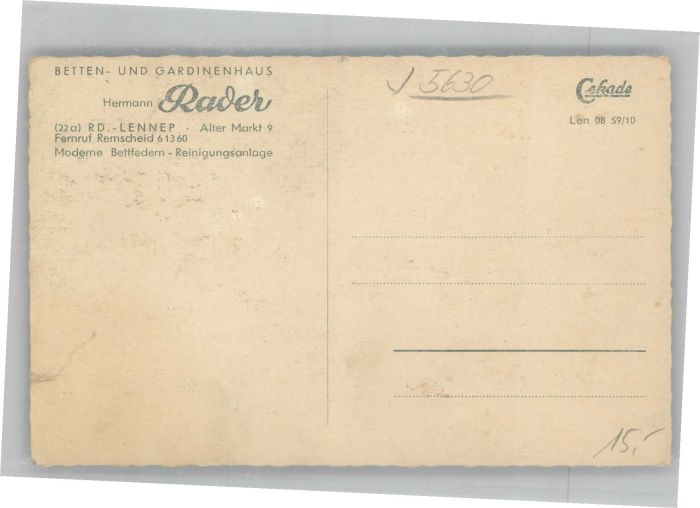 BETTEN- UND GARDINENHAUS
Hermann Rader
(22a) RD.-LENNEP · Alter Markt 9
Fernruf Remscheid 61360
Moderne Bettfedern-Reinigungsanlage
5630
Cekade
Len 08 59/10
15,-